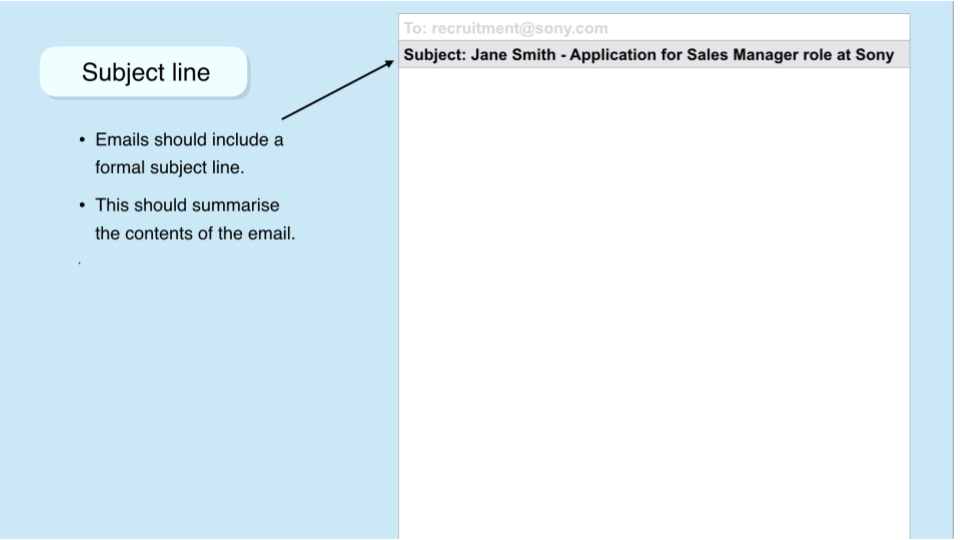 To: recruitment@sony.com
Subject: Jane Smith - Application for Sales Manager role at Sony
Subject line
• Emails should include a
formal subject line.
• This should summarise
the contents of the email.
.